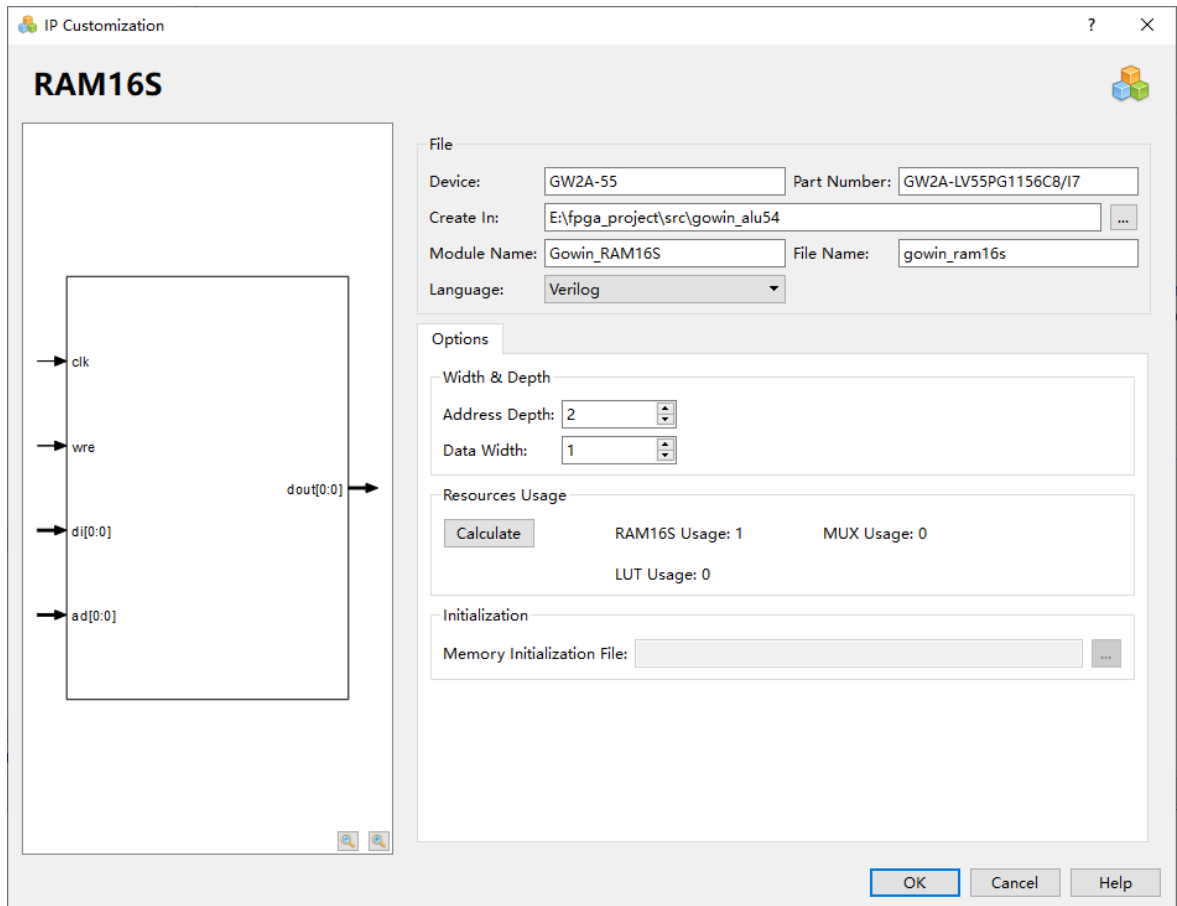 IP Customization
RAM16S
clk
wre
dout[0:0]
di[0:0]
ad[0:0]
File
Device: GW2A-55 Part Number: GW2A-LV55PG1156C8/I7
Create In: E:\fpga_project\src\gowin_alu54 ...
Module Name: Gowin_RAM16S File Name: gowin_ram16s
Language: Verilog
Options
Width & Depth
Address Depth: 2
Data Width: 1
Resources Usage
Calculate RAM16S Usage: 1 MUX Usage: 0
LUT Usage: 0
Initialization
Memory Initialization File: ...
OK Cancel Help